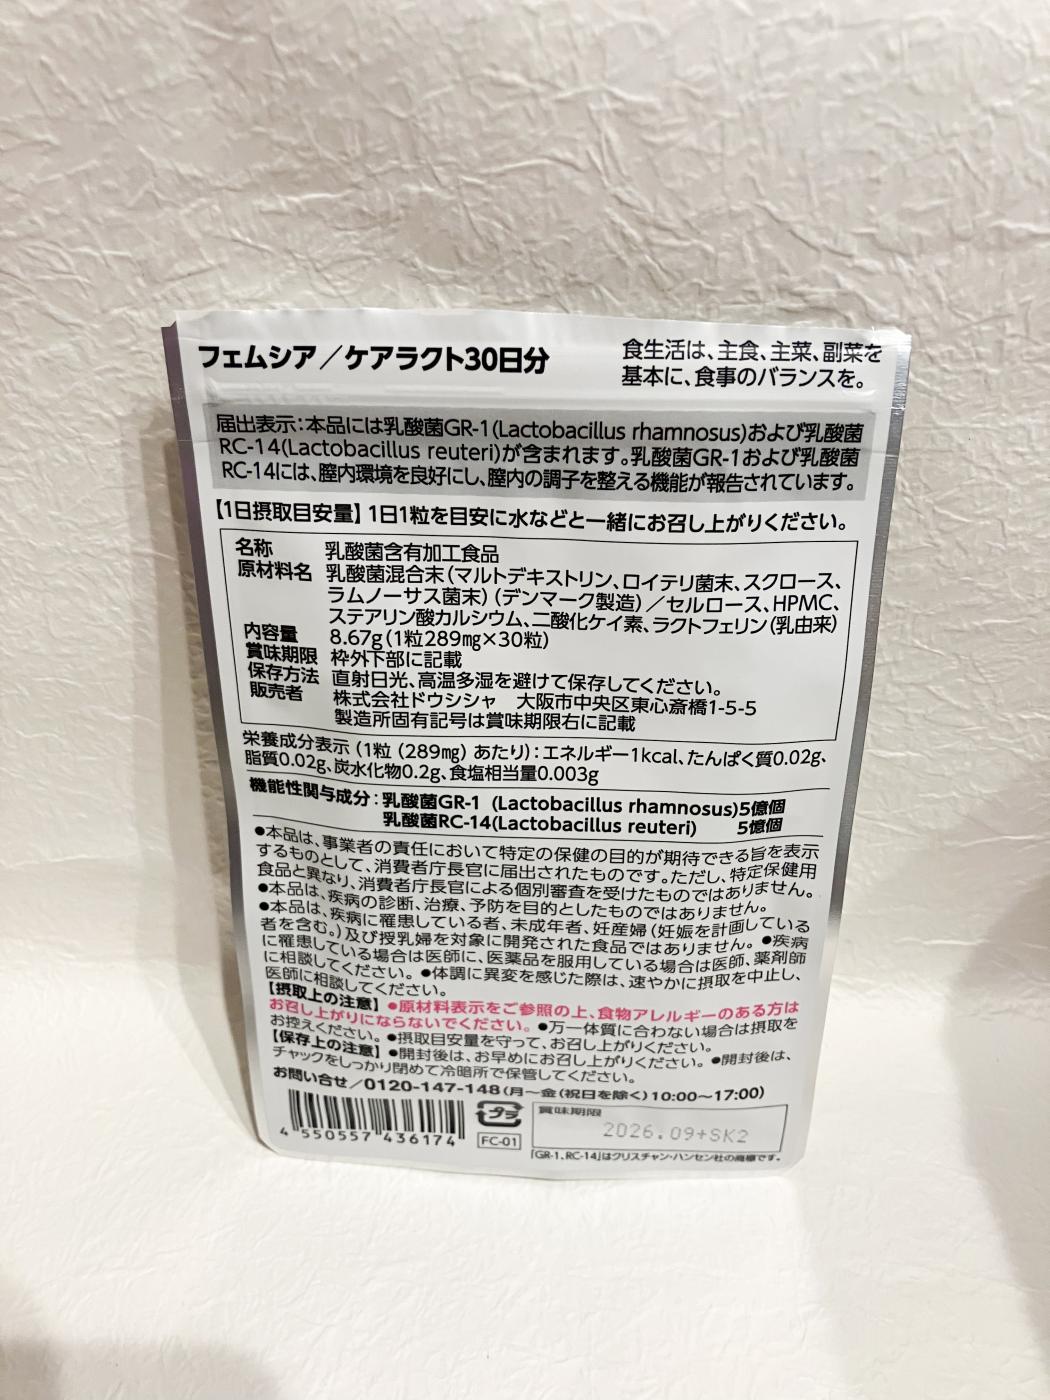 フェムシア／ケアラクト30日分
食生活は、主食、主菜、副菜を
基本に、食事のバランスを。
届出表示：本品には乳酸菌GR-1(Lactobacillus rhamnosus)および乳酸菌
RC-14(Lactobacillus reuteri)が含まれます。乳酸菌GR-1および乳酸菌
RC-14には、膣内環境を良好にし、膣内の調子を整える機能が報告されています。
【1日摂取目安量】1日1粒を目安に水などと一緒にお召し上がりください。
名称 乳酸菌含有加工食品
原材料名 乳酸菌混合末（マルトデキストリン、ロイテリ菌末、スクロース、
ラムノーサス菌末）（デンマーク製造）／セルロース、HPMC、
ステアリン酸カルシウム、二酸化ケイ素、ラクトフェリン（乳由来）
内容量 8.67g（1粒289㎎×30粒）
賞味期限 枠外下部に記載
保存方法 直射日光、高温多湿を避けて保存してください。
販売者 株式会社ドウシシャ　大阪市中央区東心斎橋1-5-5
製造所固有記号は賞味期限右に記載
栄養成分表示（1粒（289㎎）あたり）：エネルギー1kcal、たんぱく質0.02g、
脂質0.02g、炭水化物0.2g、食塩相当量0.003g
機能性関与成分：乳酸菌GR-1 (Lactobacillus rhamnosus)5億個
乳酸菌RC-14(Lactobacillus reuteri) 5億個
●本品は、事業者の責任において特定の保健の目的が期待できる旨を表示
するものとして、消費者庁長官に届出されたものです。ただし、特定保健用
食品と異なり、消費者庁長官による個別審査を受けたものではありません。
●本品は、疾病の診断、治療、予防を目的としたものではありません。
●本品は、疾病に罹患している者、未成年者、妊産婦（妊娠を計画している
者を含む。）及び授乳婦を対象に開発された食品ではありません。●疾病
に罹患している場合は医師に、医薬品を服用している場合は医師、薬剤師
に相談してください。●体調に異変を感じた際は、速やかに摂取を中止し、
医師に相談してください。
【摂取上の注意】●原材料表示をご参照の上、食物アレルギーのある方は
お召し上がりにならないでください。●万一体質に合わない場合は摂取を
お控えください。●摂取目安量を守って、お召し上がりください。
【保存上の注意】●開封後は、お早めにお召し上がりください。●開封後は、
チャックをしっかり閉めて冷暗所で保管してください。
お問い合せ／0120-147-148（月〜金（祝日を除く）10:00〜17:00）
4 550557 436174
プラ
FC-01
賞味期限
2026.09+SK2
「GR-1、RC-14」はクリスチャン・ハンセン社の商標です。